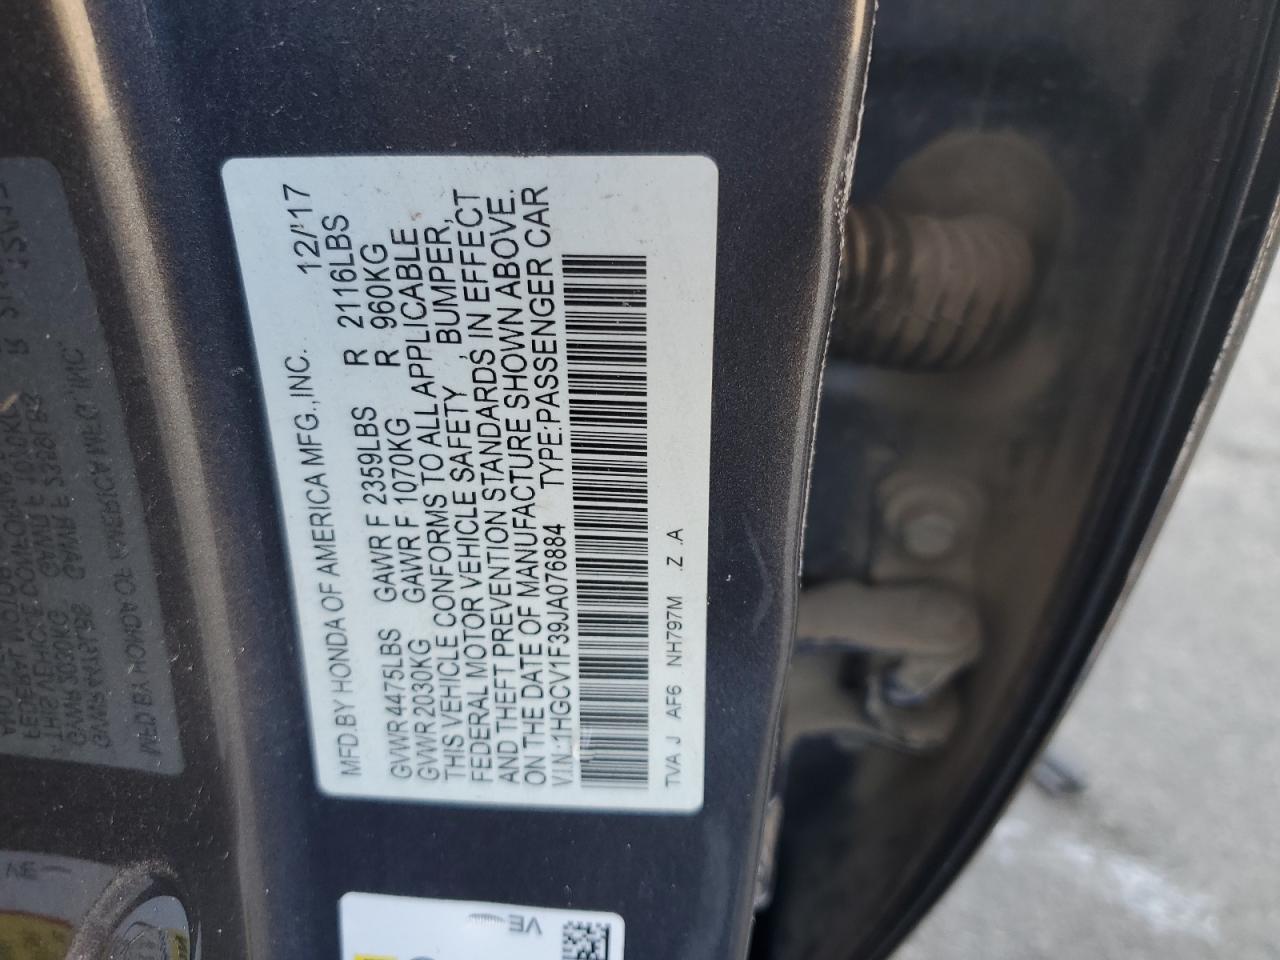 MFD.BY HONDA OF AMERICA MFG.,INC. 12/'17
GVWR 4475LBS GAWR F 2359LBS R 2116LBS
GVWR 2030KG GAWR F 1070KG R 960KG
THIS VEHICLE CONFORMS TO ALL APPLICABLE
FEDERAL MOTOR VEHICLE SAFETY , BUMPER,
AND THEFT PREVENTION STANDARDS, IN EFFECT
ON THE DATE OF MANUFACTURE SHOWN ABOVE.
V.I.N.:1HGCV1F39JA076884 TYPE:PASSENGER CAR
TVA J AF6 NH797M .Z .A
VE